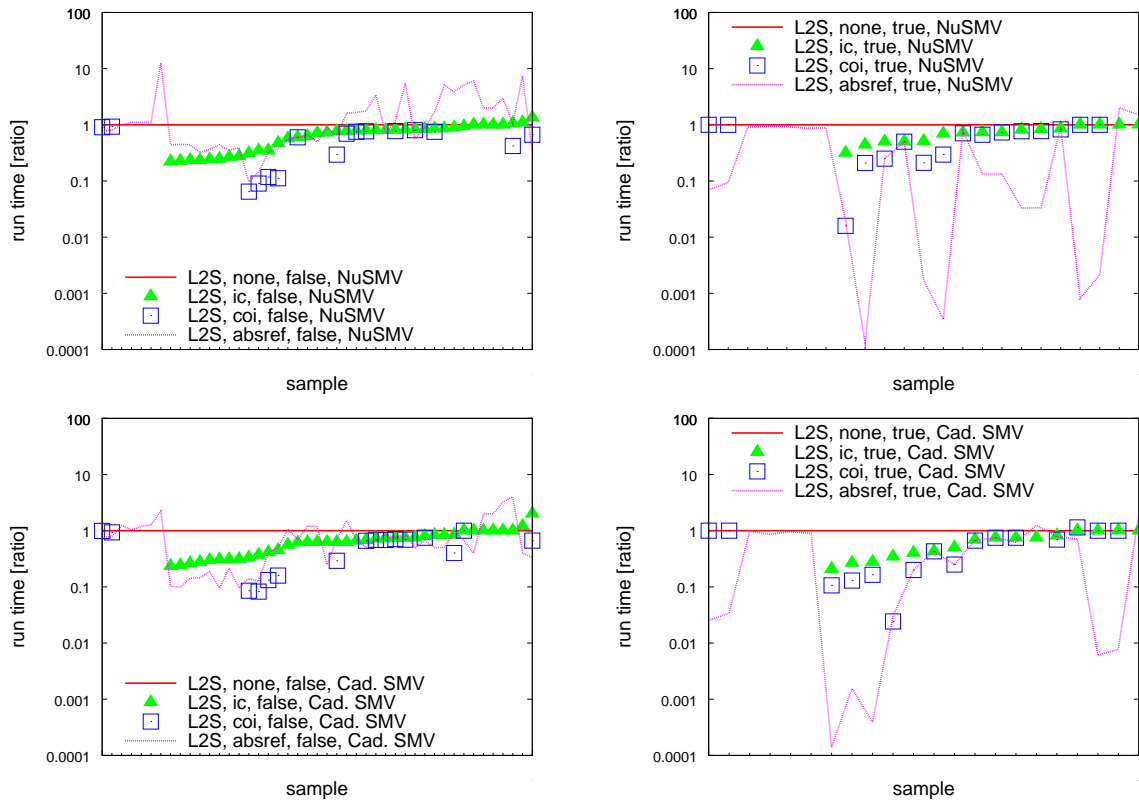 100
10
1
0.1
0.01
0.001
0.0001
run time [ratio]
sample
L2S, none, false, NuSMV
L2S, ic, false, NuSMV
L2S, coi, false, NuSMV
L2S, absref, false, NuSMV
100
10
1
0.1
0.01
0.001
0.0001
run time [ratio]
sample
L2S, none, true, NuSMV
L2S, ic, true, NuSMV
L2S, coi, true, NuSMV
L2S, absref, true, NuSMV
100
10
1
0.1
0.01
0.001
0.0001
run time [ratio]
sample
L2S, none, false, Cad. SMV
L2S, ic, false, Cad. SMV
L2S, coi, false, Cad. SMV
L2S, absref, false, Cad. SMV
100
10
1
0.1
0.01
0.001
0.0001
run time [ratio]
sample
L2S, none, true, Cad. SMV
L2S, ic, true, Cad. SMV
L2S, coi, true, Cad. SMV
L2S, absref, true, Cad. SMV